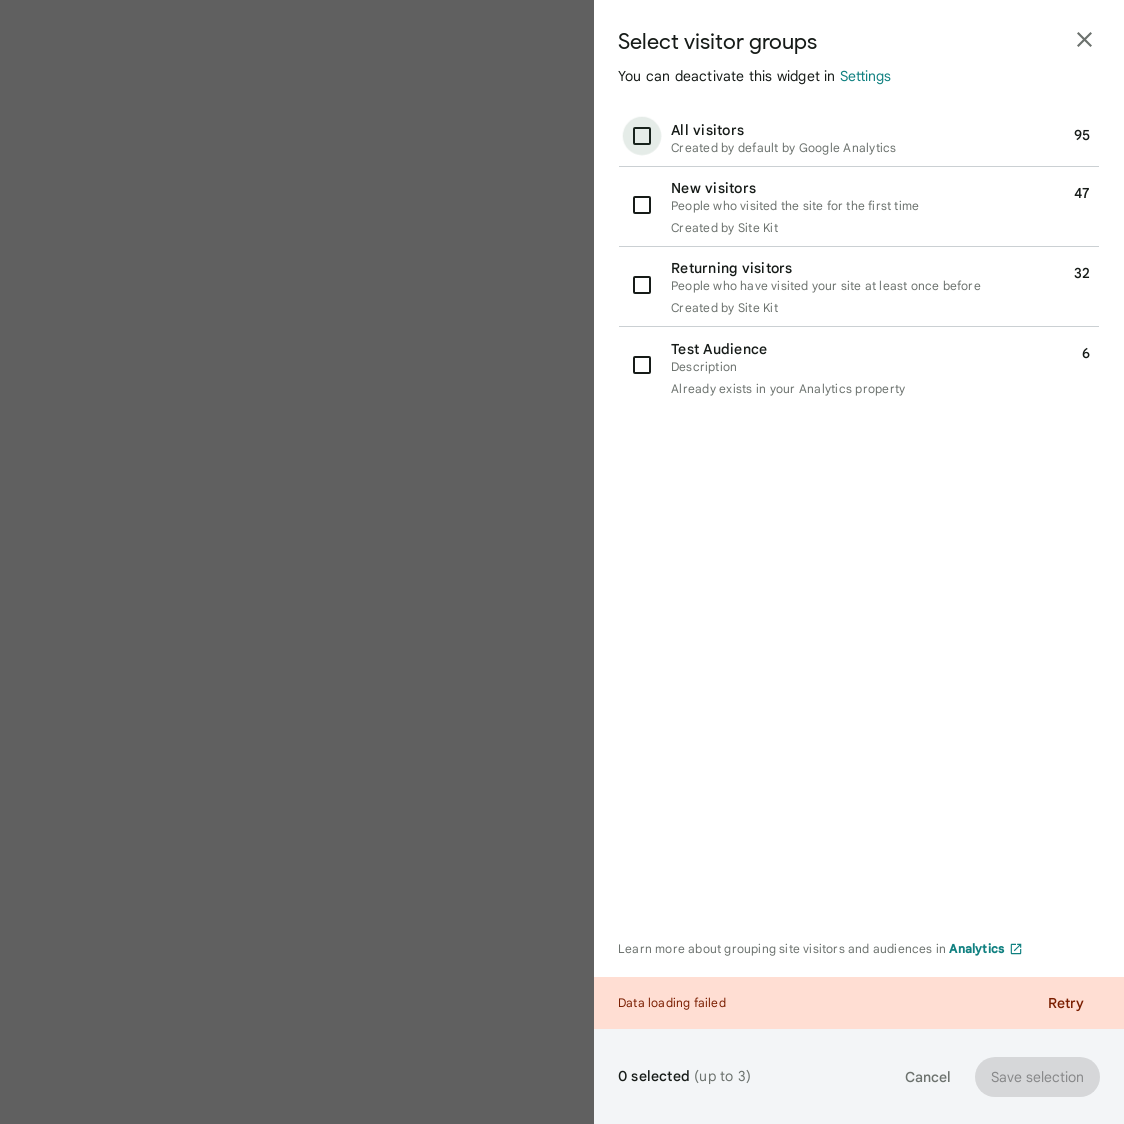 Select visitor groups
You can deactivate this widget in Settings
All visitors 95
Created by default by Google Analytics
New visitors 47
People who visited the site for the first time
Created by Site Kit
Returning visitors 32
People who have visited your site at least once before
Created by Site Kit
Test Audience 6
Description
Already exists in your Analytics property
Learn more about grouping site visitors and audiences in Analytics
Data loading failed Retry
0 selected (up to 3) Cancel Save selection